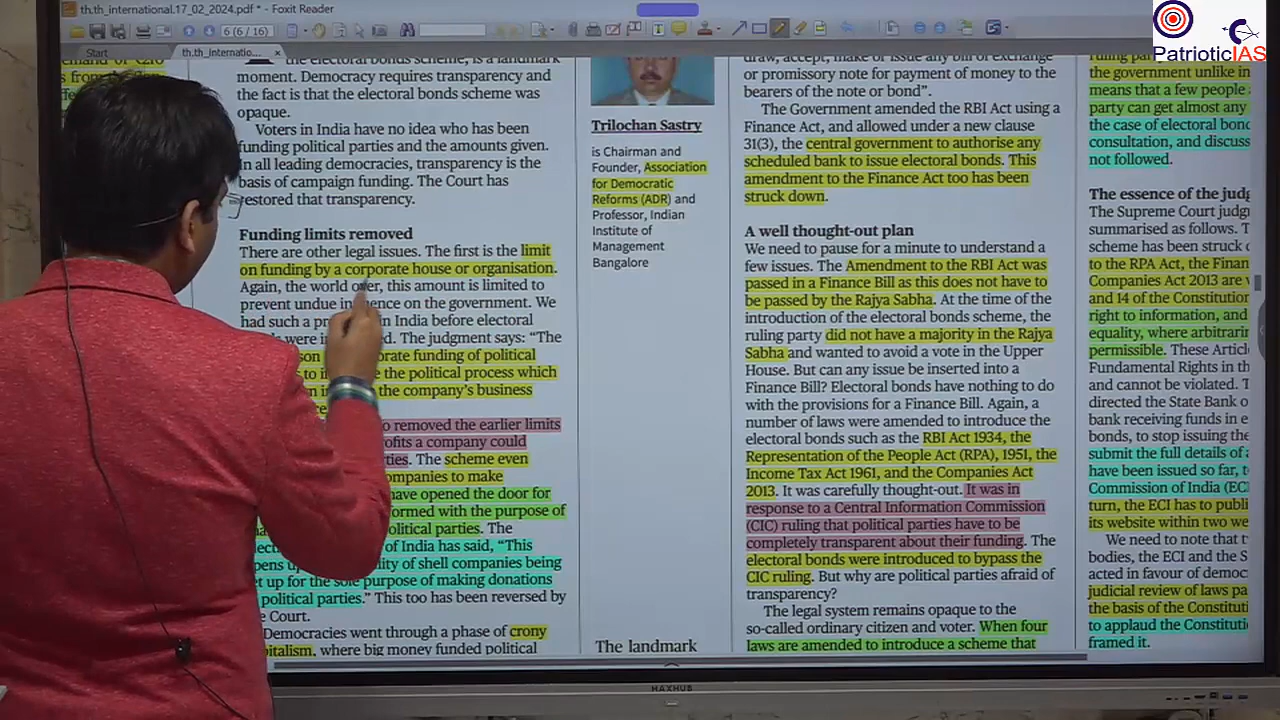 th.th_international.17_02_2024.pdf * - Foxit Reader
6 (6 / 16)
Start
th.th_internatio...
PatrioticIAS
the electoral bonds scheme, is a landmark
moment. Democracy requires transparency and
the fact is that the electoral bonds scheme was
opaque.
Voters in India have no idea who has been
funding political parties and the amounts given.
In all leading democracies, transparency is the
basis of campaign funding. The Court has
restored that transparency.
Funding limits removed
There are other legal issues. The first is the limit
on funding by a corporate house or organisation.
Again, the world over, this amount is limited to
prevent undue in
on the government. We
had such a
in India before electoral
were
The judgment says: “The
funding of political
the political process which
the company's business
removed the earlier limits
a company could
The scheme even
to make
have opened the door for
with the purpose of
political parties. The
of India has said, “This
of shell companies being
up for the sole purpose of making donations
political parties.” This too has been reversed by
Court.
Democracies went through a phase of crony
where big money funded political
Trilochan Sastry
is Chairman and
Founder, Association
for Democratic
Reforms (ADR) and
Professor, Indian
Institute of
Management
Bangalore
The landmark
draw, accept, make or issue any bill of exchange
or promissory note for payment of money to the
bearers of the note or bond”.
The Government amended the RBI Act using a
Finance Act, and allowed under a new clause
31(3), the central government to authorise any
scheduled bank to issue electoral bonds. This
amendment to the Finance Act too has been
struck down.
A well thought-out plan
We need to pause for a minute to understand a
few issues. The Amendment to the RBI Act was
passed in a Finance Bill as this does not have to
be passed by the Rajya Sabha. At the time of the
introduction of the electoral bonds scheme, the
ruling party did not have a majority in the Rajya
Sabha and wanted to avoid a vote in the Upper
House. But can any issue be inserted into a
Finance Bill? Electoral bonds have nothing to do
with the provisions for a Finance Bill. Again, a
number of laws were amended to introduce the
electoral bonds such as the RBI Act 1934, the
Representation of the People Act (RPA), 1951, the
Income Tax Act 1961, and the Companies Act
2013. It was carefully thought-out. It was in
response to a Central Information Commission
(CIC) ruling that political parties have to be
completely transparent about their funding. The
electoral bonds were introduced to bypass the
CIC ruling. But why are political parties afraid of
transparency?
The legal system remains opaque to the
so-called ordinary citizen and voter. When four
laws are amended to introduce a scheme that
the government unlike in
means that a few people
party can get almost any
the case of electoral bond
consultation, and discuss
not followed.
The essence of the judg
The Supreme Court judg
summarised as follows. T
scheme has been struck
to the RPA Act, the Finan
Companies Act 2013 are
and 14 of the Constitution
right to information, and
equality, where arbitrarin
permissible. These Articl
Fundamental Rights in th
and cannot be violated. T
directed the State Bank o
bank receiving funds in e
bonds, to stop issuing the
submit the full details of a
have been issued so far, t
Commission of India (ECI
turn, the ECI has to publi
its website within two we
We need to note that t
bodies, the ECI and the S
acted in favour of democ
judicial review of laws pa
the basis of the Constituti
to applaud the Constituti
framed it.
MAXHUB